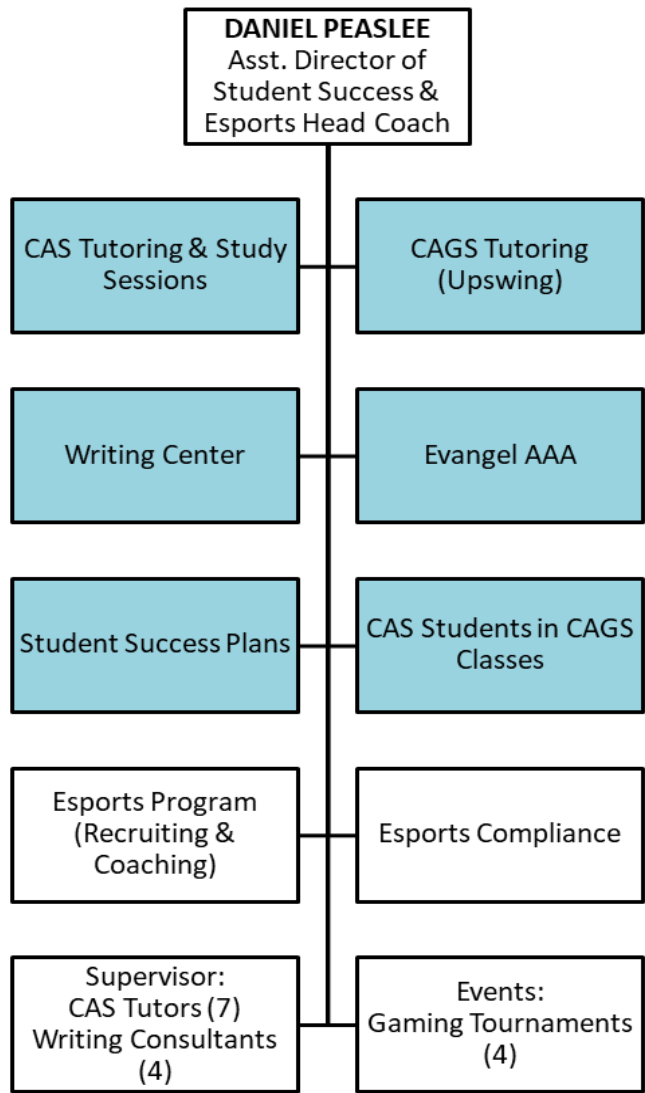 DANIEL PEASLEE
Asst. Director of
Student Success &
Esports Head Coach
CAS Tutoring & Study
Sessions
CAGS Tutoring
(Upswing)
Writing Center
Evangel AAA
Student Success Plans
CAS Students in CAGS
Classes
Esports Program
(Recruiting &
Coaching)
Esports Compliance
Supervisor:
CAS Tutors (7)
Writing Consultants
(4)
Events:
Gaming Tournaments
(4)